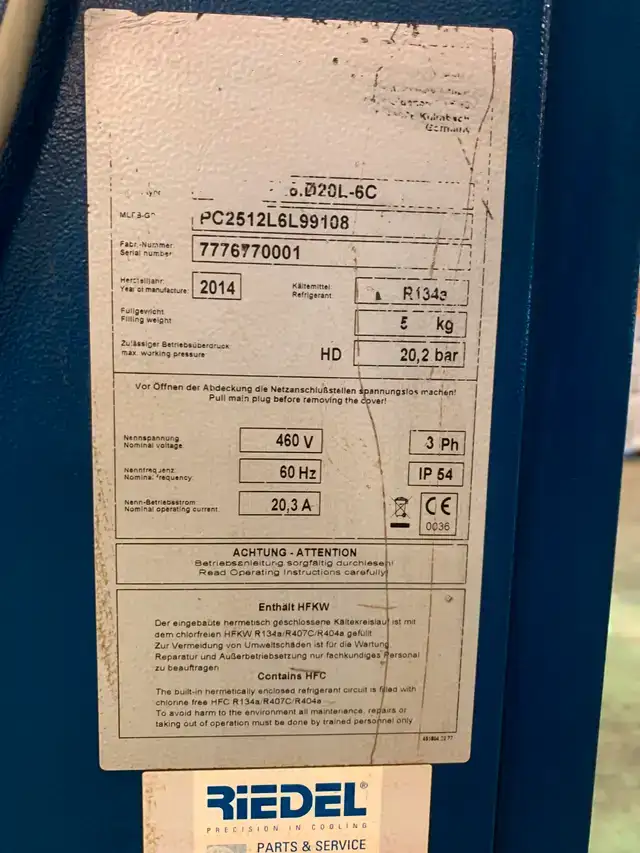 Kulmbach
Germany
20L-6C
PC2512L6L99108
Fabr.-Nummer
Serial number
7776770001
Herstelljahr
Year of manufacture:
2014
Kältemittel
Refrigerant:
R134a
Füllgewicht
Filling weight
5 kg
Zulässiger Betriebsüberdruck
max. working pressure
HD
20,2 bar
Vor Öffnen der Abdeckung die Netzanschlußstellen spannungslos machen!
Pull main plug before removing the cover!
Nennspannung
Nominal voltage
460 V
3 Ph
Nennfrequenz
Nominal frequency
60 Hz
IP 54
Nenn-Betriebsstrom
Nominal operating current
20,3 A
CE
0036
ACHTUNG - ATTENTION
Betriebsanleitung sorgfältig durchlesen!
Read Operating Instructions carefully!
Enthält HFKW
Der eingebaute hermetisch geschlossene Kältekreislauf ist mit
dem chlorfreien HFKW R134a/R407C/R404a gefüllt
Zur Vermeidung von Umweltschäden ist für die Wartung
Reparatur und Außerbetriebsetzung nur fachkundiges Personal
zu beauftragen
Contains HFC
The built-in hermetically enclosed refrigerant circuit is filled with
chlorine free HFC R134a/R407C/R404a
To avoid harm to the environment all maintenance, repairs or
taking out of operation must be done by trained personnel only
RIEDEL®
PRECISION IN COOLING
PARTS & SERVICE